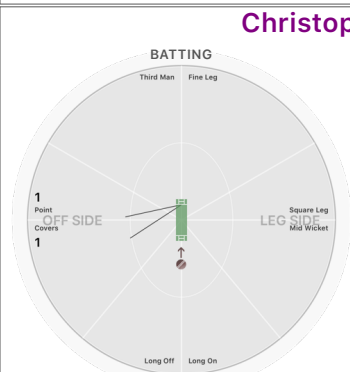 Christop
BATTING
Third Man Fine Leg
1
Point Square Leg
OFF SIDE LEG SIDE
Covers Mid Wicket
1
Long Off Long On